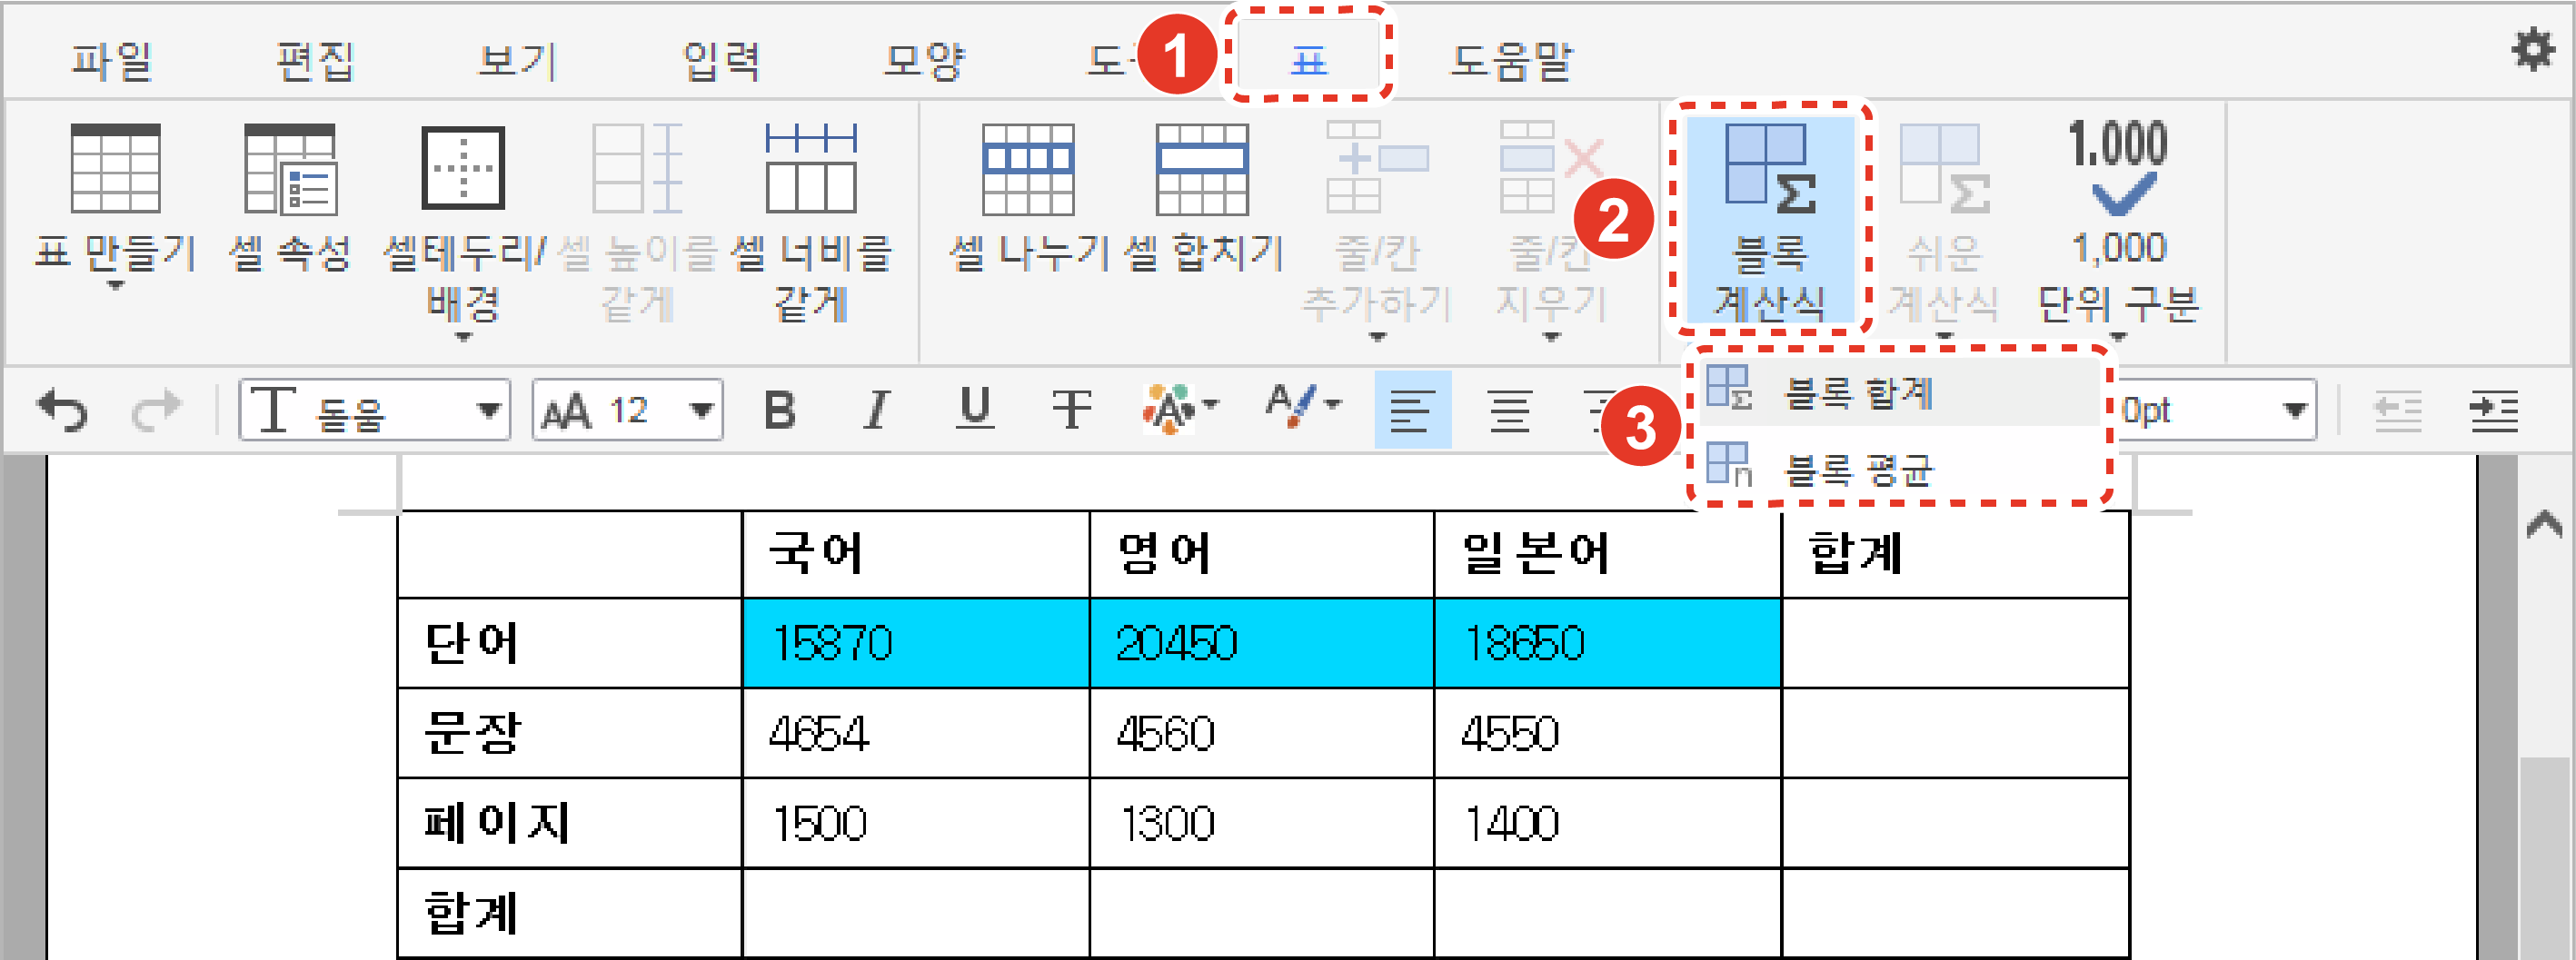 파일 편집 보기 입력 모양 도 1 표 도움말
1.000
2
표 만들기 셀 속성 셀테두리/ 셀 높이를 셀 너비를 셀 나누기 셀 합치기 줄/칸 줄/칸 블록 쉬운 1,000
배경 같게 같게 추가하기 지우기 계산식 계산식 단위 구분
돋움 12 B I U T 0pt
3
블록 합계
블록 평균
국어 영어 일본어 합계
단어 15870 20450 18650
문장 4654 4560 4550
페이지 1500 1300 1400
합계